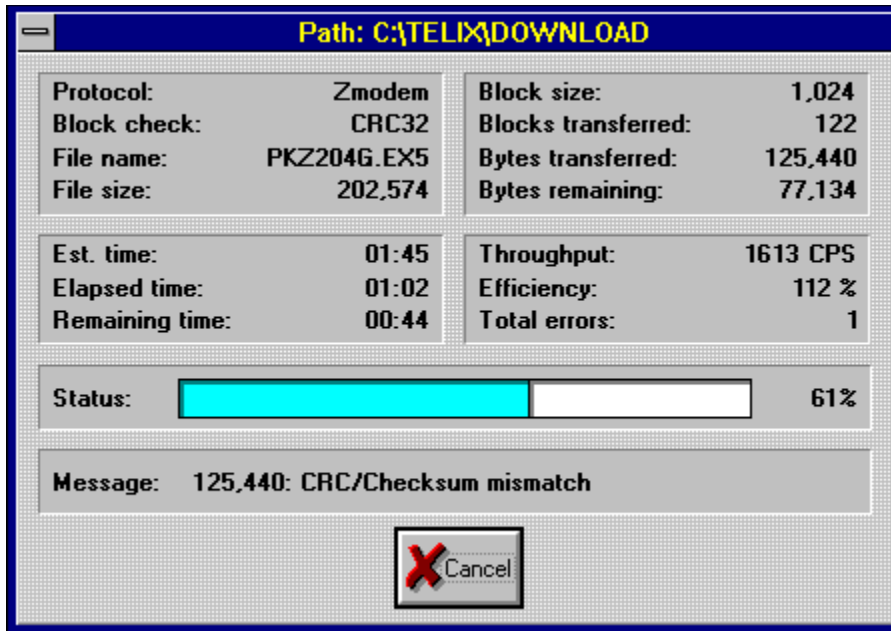 Path: C:\TELIX\DOWNLOAD
Protocol: Zmodem
Block check: CRC32
File name: PKZ204G.EX5
File size: 202,574
Block size: 1,024
Blocks transferred: 122
Bytes transferred: 125,440
Bytes remaining: 77,134
Est. time: 01:45
Elapsed time: 01:02
Remaining time: 00:44
Throughput: 1613 CPS
Efficiency: 112 %
Total errors: 1
Status: 61%
Message: 125,440: CRC/Checksum mismatch
Cancel